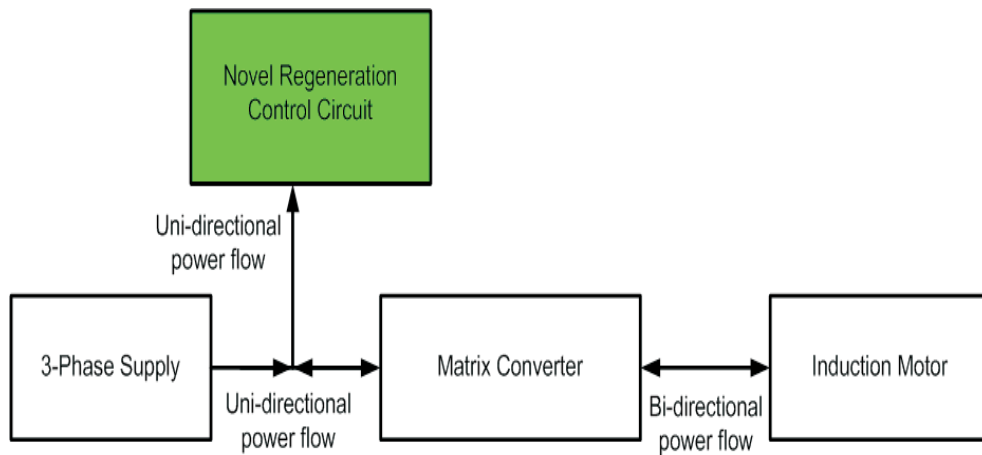 Novel Regeneration
Control Circuit
Uni-directional
power flow
3-Phase Supply
Matrix Converter
Induction Motor
Uni-directional
power flow
Bi-directional
power flow